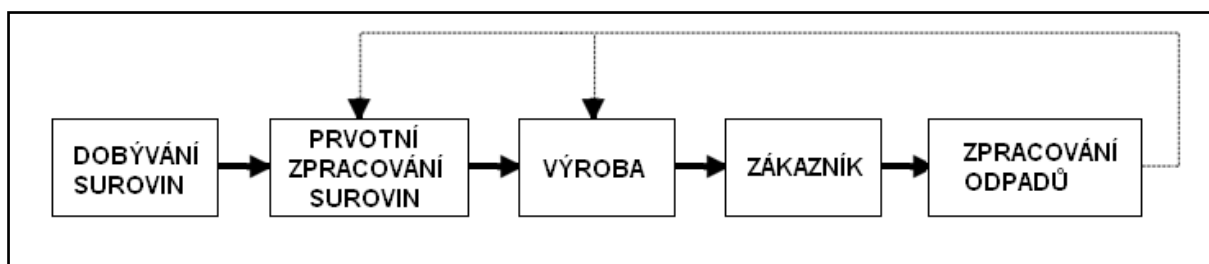 DOBÝVÁNÍ
SUROVIN
PRVOTNÍ
ZPRACOVÁNÍ
SUROVIN
VÝROBA
ZÁKAZNÍK
ZPRACOVÁNÍ
ODPADŮ